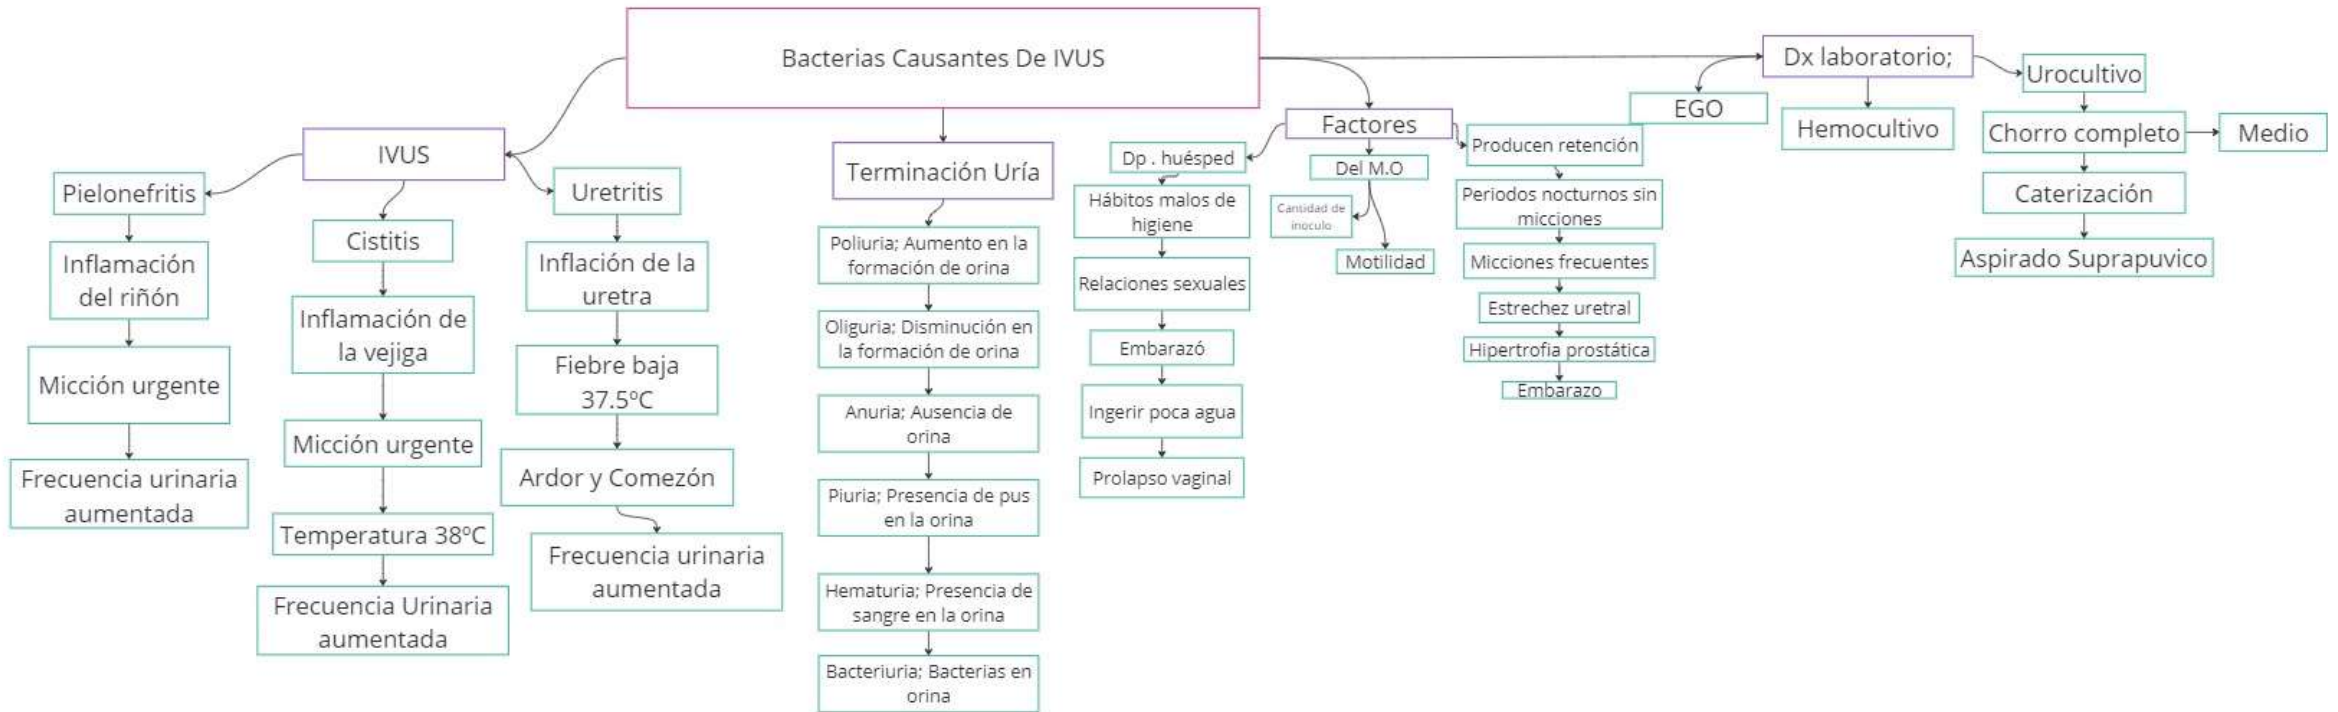 Bacterias Causantes De IVUS
IVUS
Pielonefritis
Inflamación
del riñón
Micción urgente
Frecuencia urinaria
aumentada
Cistitis
Inflamación de
la vejiga
Micción urgente
Temperatura 38ºC
Frecuencia Urinaria
aumentada
Uretritis
Inflación de la
uretra
Fiebre baja
37.5ºC
Ardor y Comezón
Frecuencia urinaria
aumentada
Terminación Uría
Poliuria; Aumento en la
formación de orina
Oliguria; Disminución en
la formación de orina
Anuria; Ausencia de
orina
Piuria; Presencia de pus
en la orina
Hematuria; Presencia de
sangre en la orina
Bacteriuria; Bacterias en
orina
Factores
Dp . huésped
Hábitos malos de
higiene
Relaciones sexuales
Embarazó
Ingerir poca agua
Prolapso vaginal
Del M.O
Cantidad de
inoculo
Motilidad
Producen retención
Periodos nocturnos sin
micciones
Micciones frecuentes
Estrechez uretral
Hipertrofia prostática
Embarazo
Dx laboratorio;
EGO
Hemocultivo
Urocultivo
Chorro completo
Medio
Caterización
Aspirado Suprapuvico